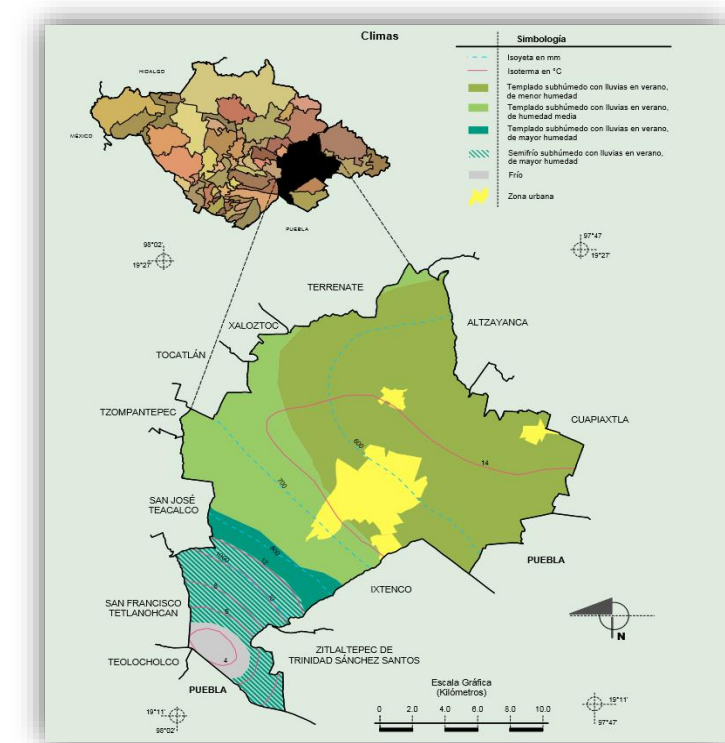 Climas
Simbología
Isoyeta en mm
Isoterma en °C
Templado subhúmedo con lluvias en verano,
de menor humedad
Templado subhúmedo con lluvias en verano,
de humedad media
Templado subhúmedo con lluvias en verano,
de mayor humedad
Semifrío subhúmedo con lluvias en verano,
de mayor humedad
Frío
Zona urbana
HIDALGO
MÉXICO
PUEBLA
98°02'
19°27'
97°47'
19°27'
TERRENATE
XALOZTOC
ALTZAYANCA
TOCATLÁN
TZOMPANTEPEC
CUAPIAXTLA
600
14
700
SAN JOSÉ
TEACALCO
800
PUEBLA
IXTENCO
SAN FRANCISCO
TETLANOHCAN
N
ZITLALTEPEC DE
TRINIDAD SÁNCHEZ SANTOS
TEOLOCHOLCO
4
PUEBLA
Escala Gráfica
(Kilómetros)
0 2.0 4.0 6.0 8.0 10.0
19°11'
98°02'
19°11'
97°47'